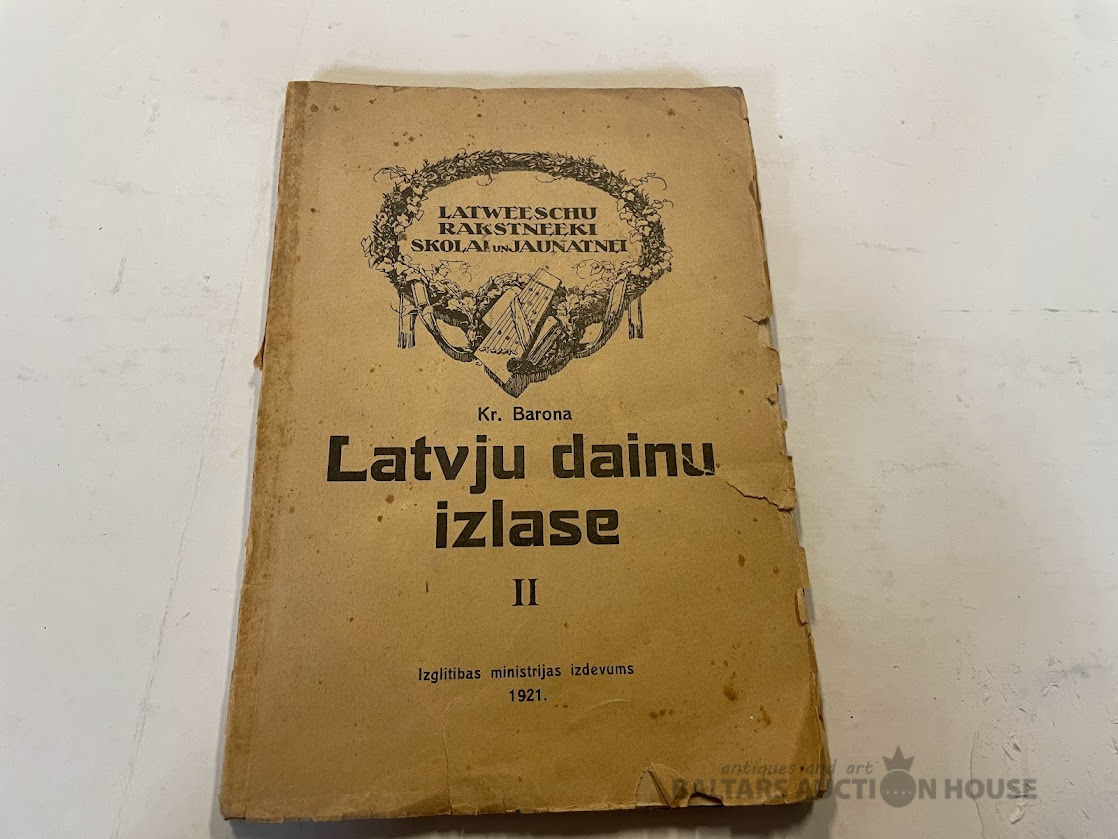 LATWEESCHU
RAKSTNEEKI
SKOLAI UN JAUNATNEI
Kr. Barona
Latvju dainu
izlase
II
Izglitibas ministrijas izdevums
1921.
antiques and art
BALTARS AUCTION HOUSE